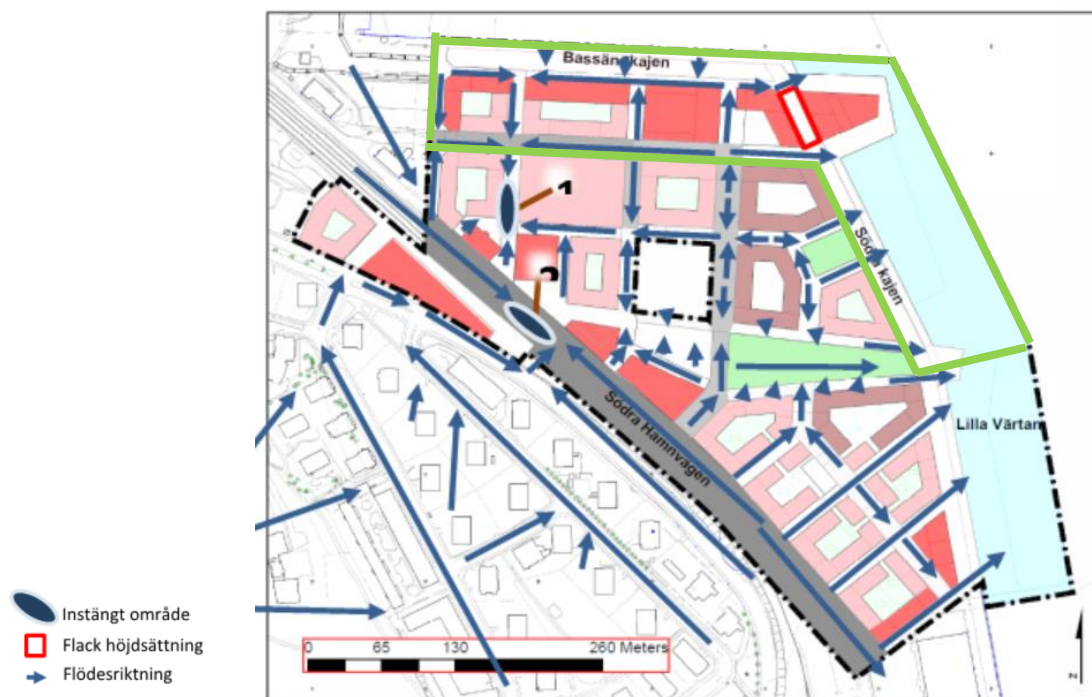 Bassängkajen
1
Södra kajen
2
Södra Hamnvägen
Lilla Värtan
Instängt område
Flack höjdsättning
Flödesriktning
0 65 130 260 Meters
z